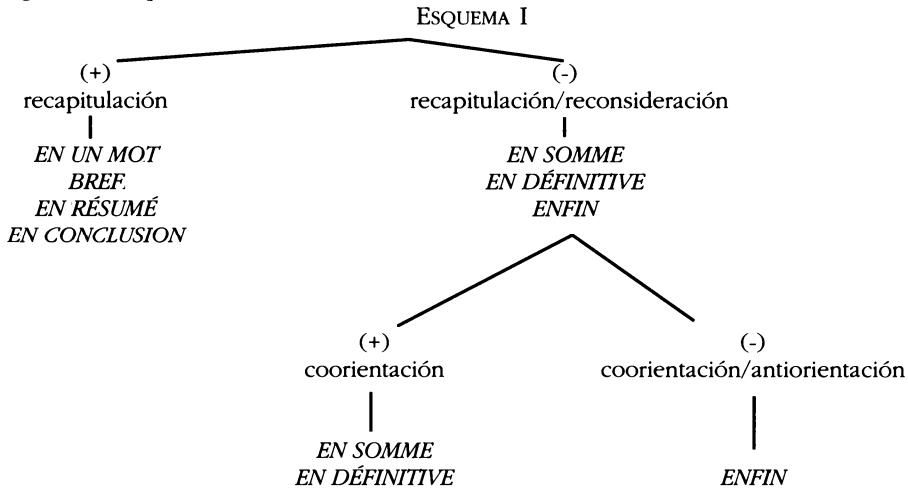 ESQUEMA I
(+)
recapitulación
EN UN MOT
BREF.
EN RÉSUMÉ
EN CONCLUSION
(-)
recapitulación/reconsideración
EN SOMME
EN DÉFINITIVE
ENFIN
(+)
coorientación
EN SOMME
EN DÉFINITIVE
(-)
coorientación/antiorientación
ENFIN